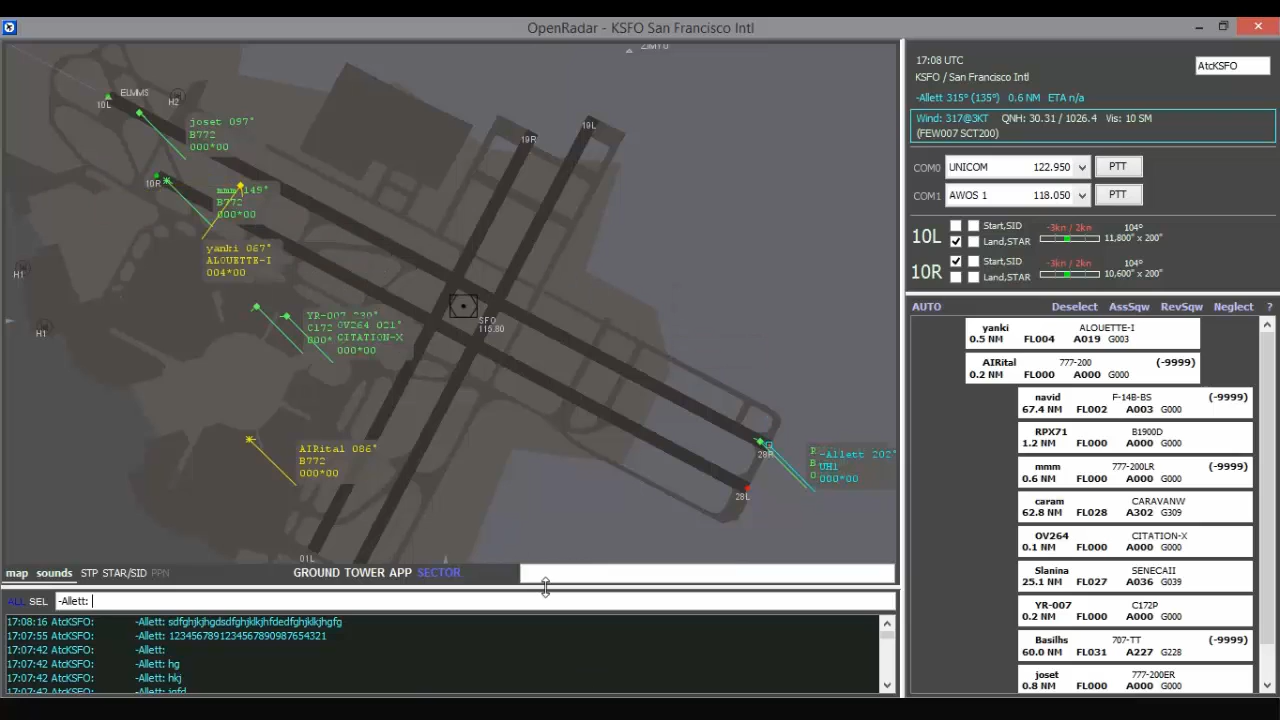 OpenRadar - KSFO San Francisco Intl
ELMMS
10L
H2
joset 097°
B772
000*00
19R
19L
10R
mmm 149°
B772
000*00
yanki 067°
ALOUETTE-I
004*00
H1
H1
YR-007 230°
C172
000*
OV264 021°
CITATION-X
000*00
SFO
115.80
AIRital 086°
B772
000*00
28R
-Allett 202°
UH1
000*00
28L
01L
map sounds STP STAR/SID PPN
GROUND TOWER APP SECTOR
ALL SEL -Allett:
17:08:16 AtcKSFO: -Allett: sdfghjkjhgdsdfghjklkjhfdedfghjklkjhgfg
17:07:55 AtcKSFO: -Allett: 1234567891234567890987654321
17:07:42 AtcKSFO: -Allett:
17:07:42 AtcKSFO: -Allett: hg
17:07:42 AtcKSFO: -Allett: hkj
17:07:42 AtcKSFO: -Allett: jgfd
17:08 UTC
AtcKSFO
KSFO / San Francisco Intl
-Allett 315° (135°) 0.6 NM ETA n/a
Wind: 317@3KT QNH: 30.31 / 1026.4 Vis: 10 SM
(FEW007 SCT200)
COM0 UNICOM 122.950 PTT
COM1 AWOS 1 118.050 PTT
10L Start,SID -3kn / 2kn 104°
Land,STAR 11,800" x 200"
10R Start,SID -3kn / 2kn 104°
Land,STAR 10,600" x 200"
AUTO Deselect AssSqw RevSqw Neglect ?
yanki ALOUETTE-I
0.5 NM FL004 A019 G003
AIRital 777-200 (-9999)
0.2 NM FL000 A000 G000
navid F-14B-BS (-9999)
67.4 NM FL002 A003 G000
RPX71 B1900D
1.2 NM FL000 A000 G000
mmm 777-200LR (-9999)
0.6 NM FL000 A000 G000
caram CARAVANW
62.8 NM FL028 A302 G309
OV264 CITATION-X
0.1 NM FL000 A000 G000
Slanina SENECAII
25.1 NM FL027 A036 G039
YR-007 C172P
0.2 NM FL000 A000 G000
Basilhs 707-TT (-9999)
60.0 NM FL031 A227 G228
joset 777-200ER
0.8 NM FL000 A000 G000